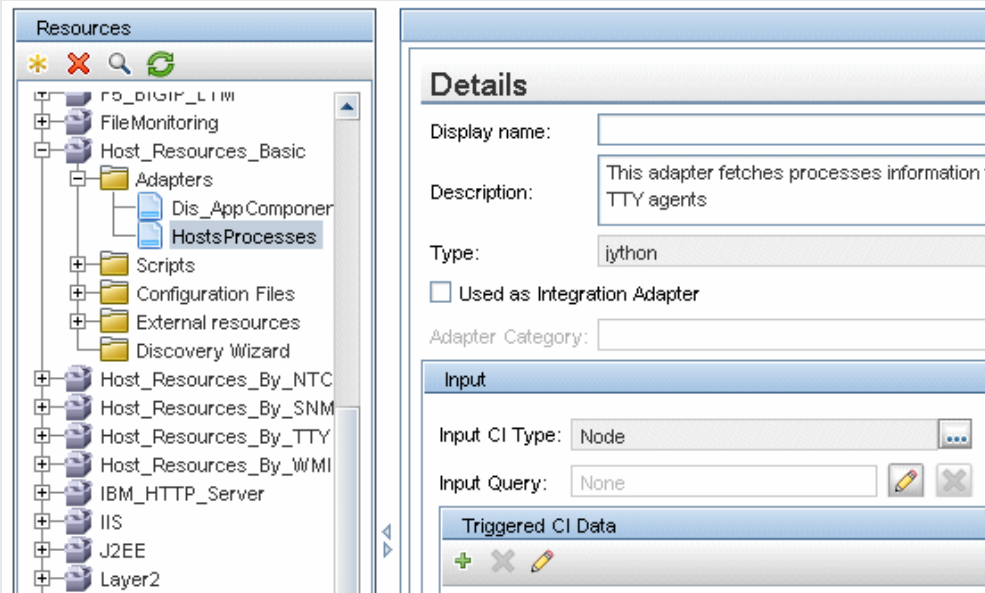 Resources
F5_BIGIP_LTM
FileMonitoring
Host_Resources_Basic
Adapters
Dis_AppComponen
HostsProcesses
Scripts
Configuration Files
External resources
Discovery Wizard
Host_Resources_By_NTC
Host_Resources_By_SNM
Host_Resources_By_TTY
Host_Resources_By_WMI
IBM_HTTP_Server
IIS
J2EE
Layer2
Details
Display name:
Description:
This adapter fetches processes information
TTY agents
Type:
jython
Used as Integration Adapter
Adapter Category:
Input
Input CI Type:
Node
...
Input Query:
None
Triggered CI Data